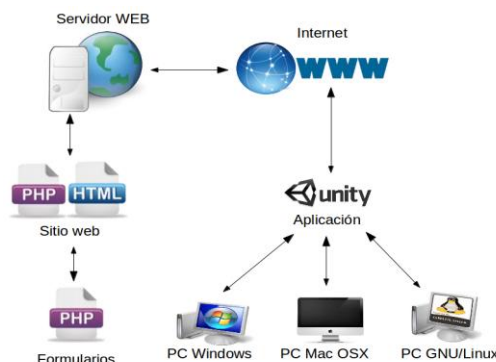 Servidor WEB
Internet
WWW
PHP
HTML
Sitio web
unity
Aplicación
PHP
Formularios
PC Windows
PC Mac OSX
PC GNU/Linux